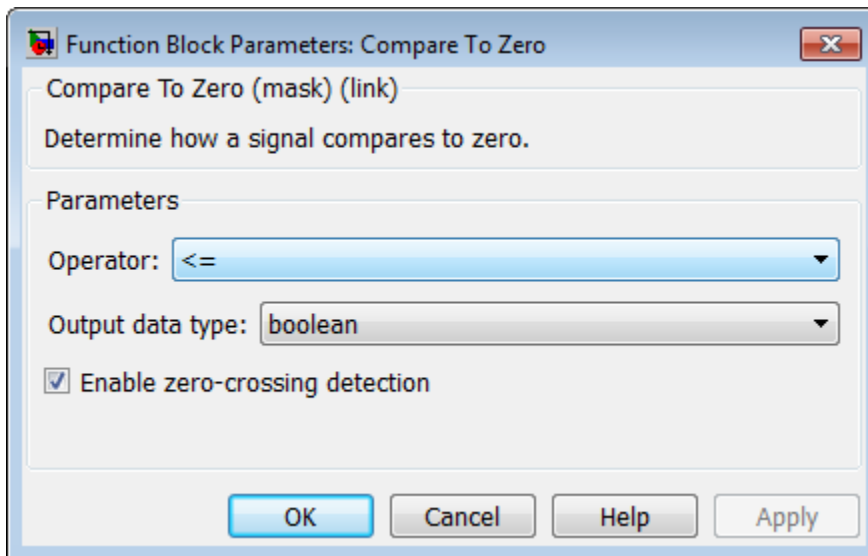 Function Block Parameters: Compare To Zero
Compare To Zero (mask) (link)
Determine how a signal compares to zero.
Parameters
Operator: <=
Output data type: boolean
Enable zero-crossing detection
OK Cancel Help Apply